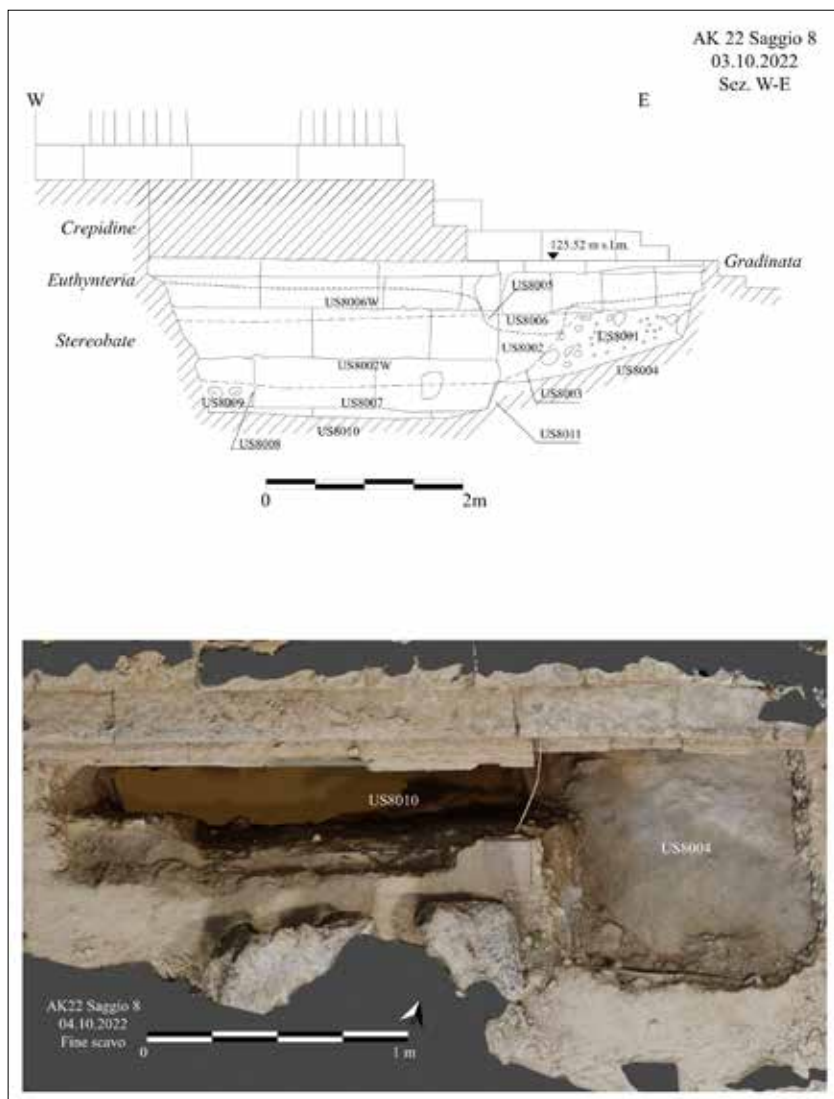 AK 22 Saggio 8
03.10.2022
Sez. W-E
W
E
Crepidine
125.52 m s.l.m.
Gradinata
Euthynteria
US8005
US8006W
US8006
Stereobate
US8001
US8002
US8002W
US8004
US8009
US8007
US8003
US8010
US8011
US8008
0
2m
US8010
US8004
AK22 Saggio 8
04.10.2022
Fine scavo
0
1 m